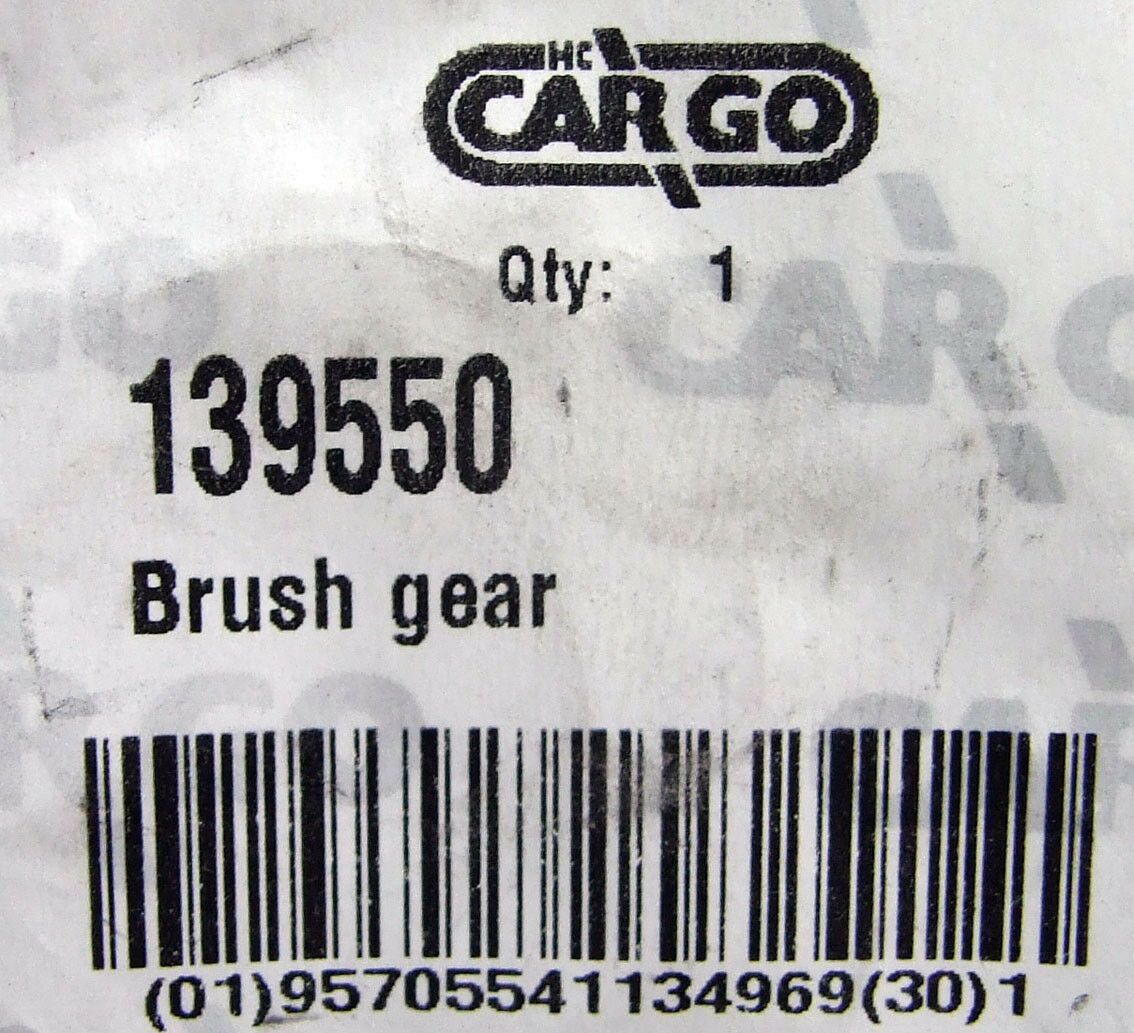 HC
CARGO
Qty: 1
139550
Brush gear
(01)95705541134969(30)1